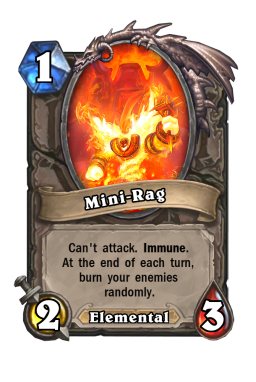 1
Mini-Rag
Can't attack. Immune.
At the end of each turn,
burn your enemies
randomly.
2
Elemental
3